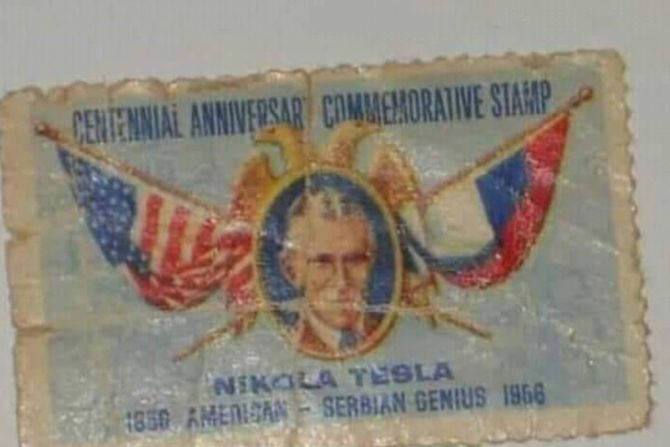 CENTENNIAL ANNIVERSARY COMMEMORATIVE STAMP
NIKOLA TESLA
1856 AMERICAN - SERBIAN GENIUS 1956